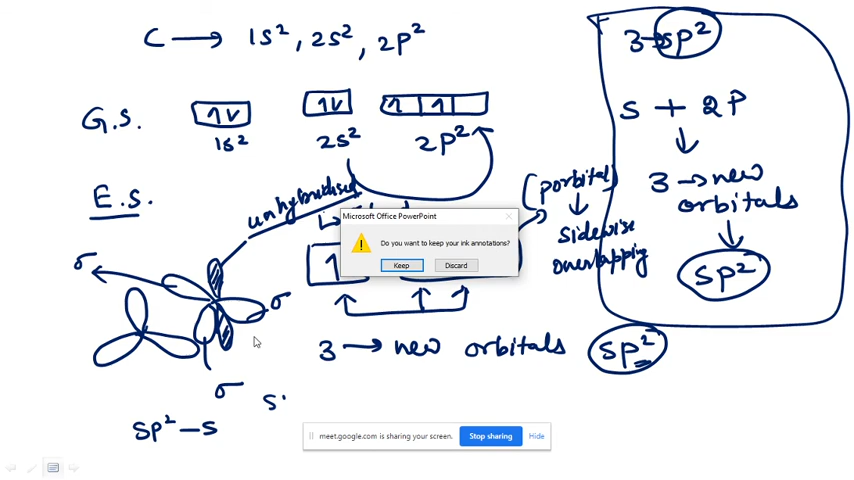 C → 1s², 2s², 2p²
G.S.
1↿⇂
1s²
2s²
2p²
E.S.
unhybridised
(p orbital)
↓
sidewise
overlapping
σ
σ
σ
3 → new orbitals sp²
sp² – s
s
3 → sp²
s + 2p
↓
3 → new
orbitals
↓
sp²
Microsoft Office PowerPoint
Do you want to keep your ink annotations?
Keep
Discard
meet.google.com is sharing your screen.
Stop sharing
Hide